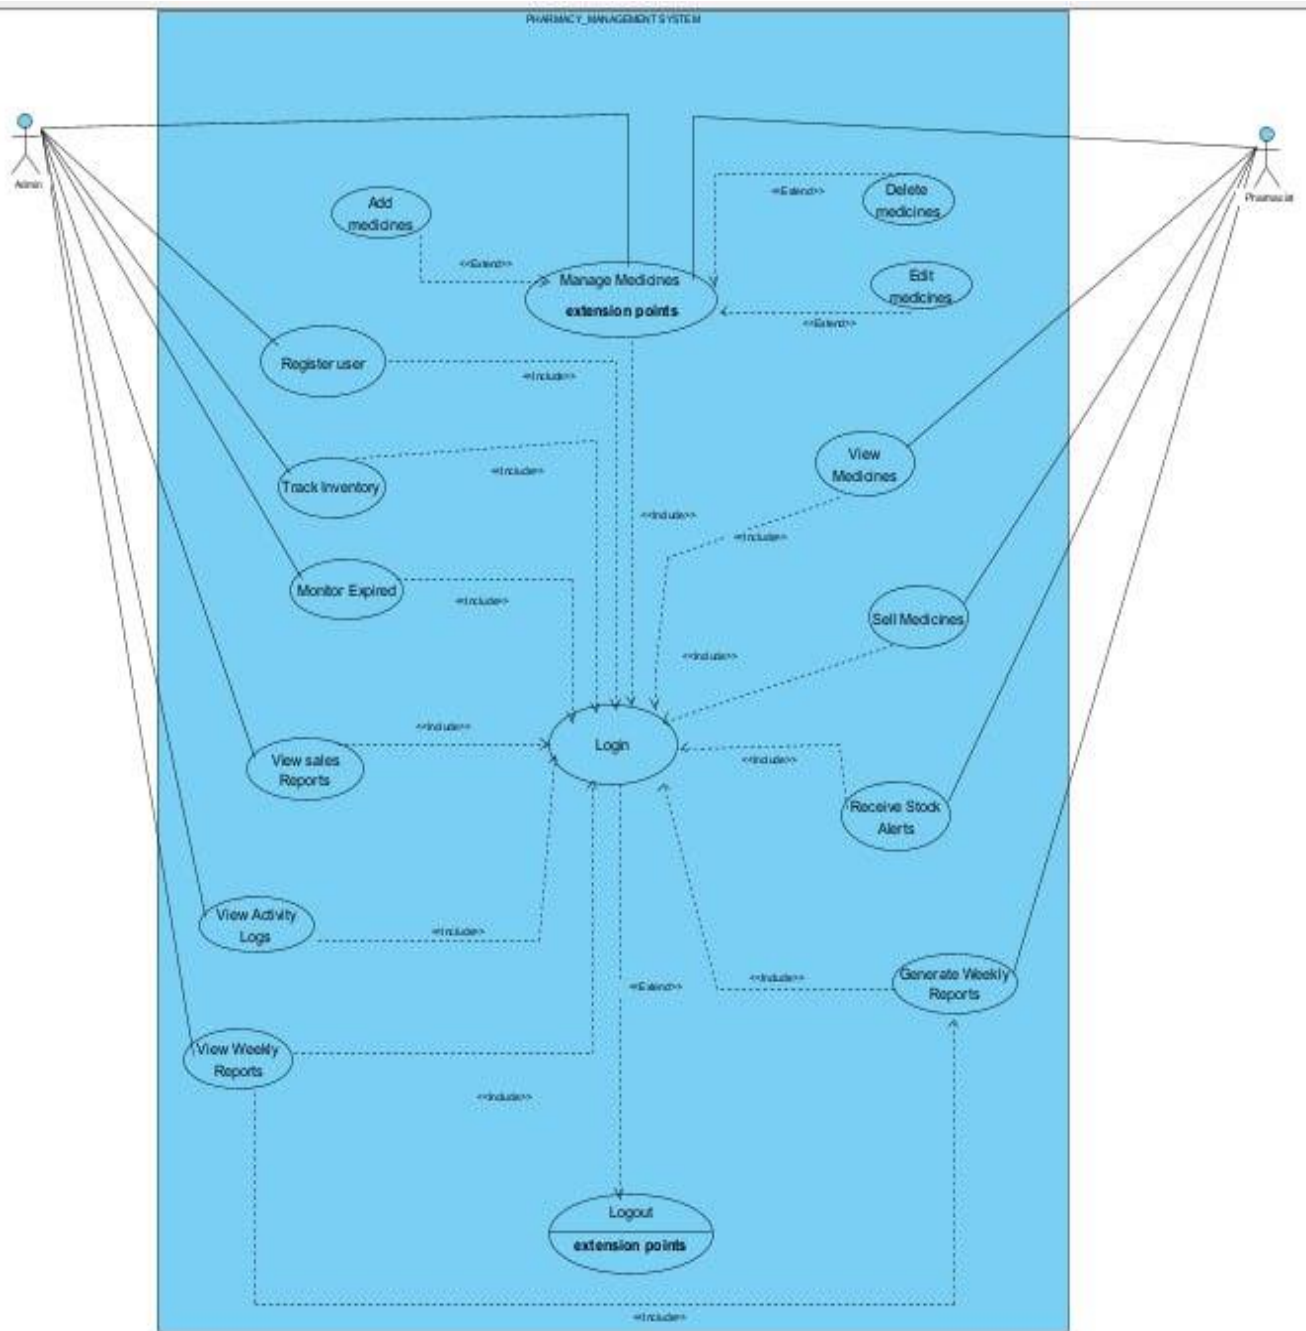 PHARMACY_MANAGEMENT SYSTEM
Admin
Pharmacist
Add
medicines
<<Extend>>
Delete
medicines
<<Extend>>
Manage Medicines
extension points
Edit
medicines
<<Extend>>
Register user
<<Include>>
View
Medicines
Track Inventory
<<Include>>
<<Include>>
<<Include>>
Monitor Expired
<<Include>>
Sell Medicines
<<Include>>
<<Include>>
Login
View sales
Reports
<<Include>>
Receive Stock
Alerts
View Activity
Logs
<<Include>>
<<Include>>
Generate Weekly
Reports
<<Extend>>
View Weekly
Reports
<<Include>>
Logout
extension points
<<Include>>